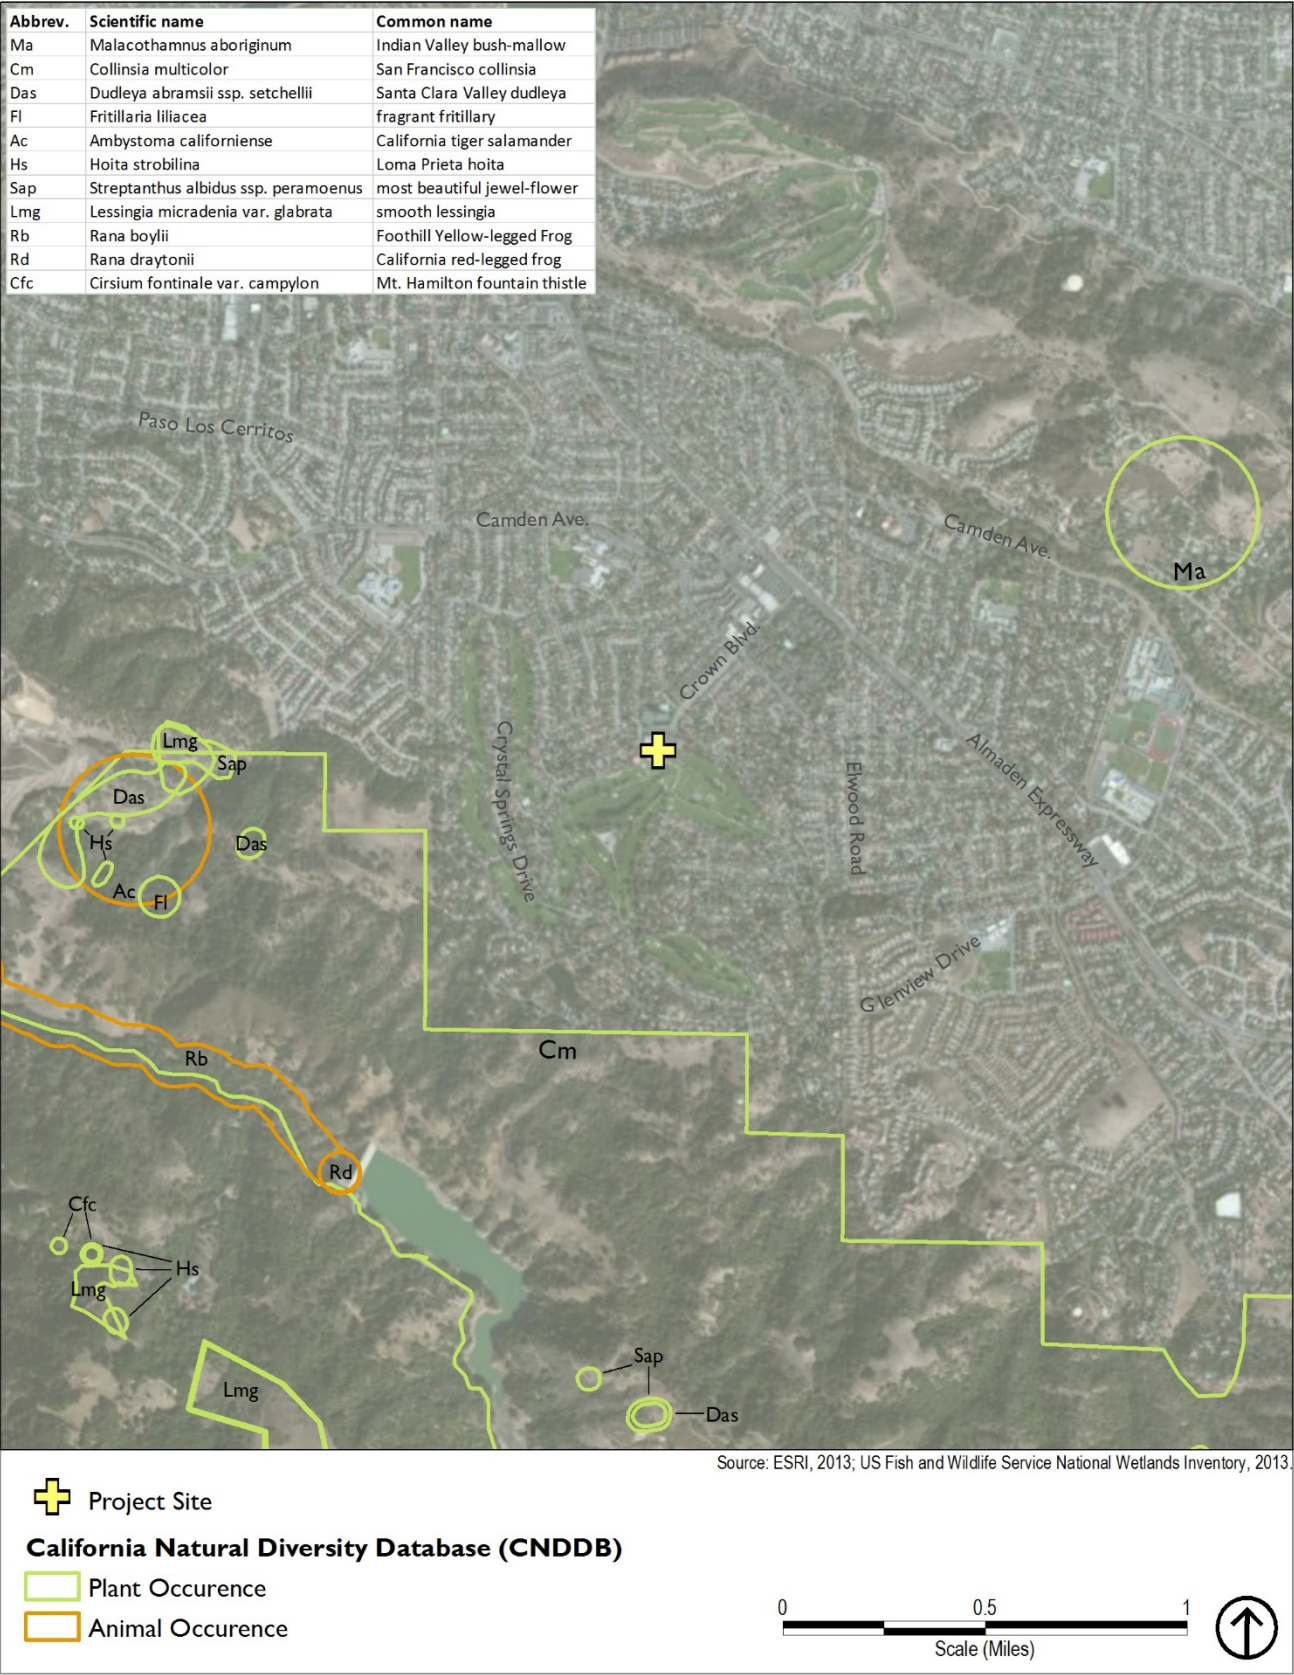 Abbrev. Scientific name Common name
Ma Malacothamnus aboriginum Indian Valley bush-mallow
Cm Collinsia multicolor San Francisco collinsia
Das Dudleya abramsii ssp. setchellii Santa Clara Valley dudleya
Fl Fritillaria liliacea fragrant fritillary
Ac Ambystoma californiense California tiger salamander
Hs Hoita strobilina Loma Prieta hoita
Sap Streptanthus albidus ssp. peramoenus most beautiful jewel-flower
Lmg Lessingia micradenia var. glabrata smooth lessingia
Rb Rana boylii Foothill Yellow-legged Frog
Rd Rana draytonii California red-legged frog
Cfc Cirsium fontinale var. campylon Mt. Hamilton fountain thistle
Paso Los Cerritos
Camden Ave.
Camden Ave.
Ma
Crown Blvd.
Crystal Springs Drive
Elwood Road
Almaden Expressway
Glenview Drive
Lmg
Sap
Das
Hs
Das
Ac
Fl
Cm
Rb
Rd
Cfc
Hs
Lmg
Lmg
Sap
Das
Source: ESRI, 2013; US Fish and Wildlife Service National Wetlands Inventory, 2013.
Project Site
California Natural Diversity Database (CNDDB)
Plant Occurence
Animal Occurence
0 0.5 1
Scale (Miles)